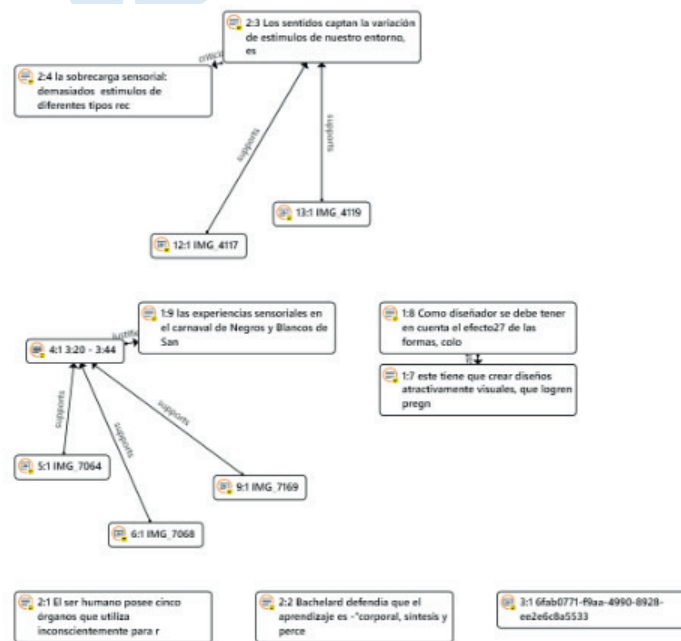 2:3 Los sentidos captan la variación
de estimulos de nuestro entorno,
es
2:4 la sobrecarga sensorial:
demasiados estimulos de
diferentes tipos rec
supports
supports
13:1 IMG_4119
12:1 IMG_4117
1:9 las experiencias sensoriales en
el carnaval de Negros y Blancos de
San
1:8 Como diseñador se debe tener
en cuenta el efecto27 de las
formas, colo
4:1 3:20 - 3:44
1:7 este tiene que crear diseños
atractivamente visuales, que logren
pregn
supports
supports
supports
5:1 IMG_7064
9:1 IMG_7169
6:1 IMG_7068
2:1 El ser humano posee cinco
órganos que utiliza
inconscientemente para r
2:2 Bachelard defendia que el
aprendizaje es -"corporal, síntesis y
perce
3:1 6fab0771-f9aa-4990-8928-
ee2e6c8a5533